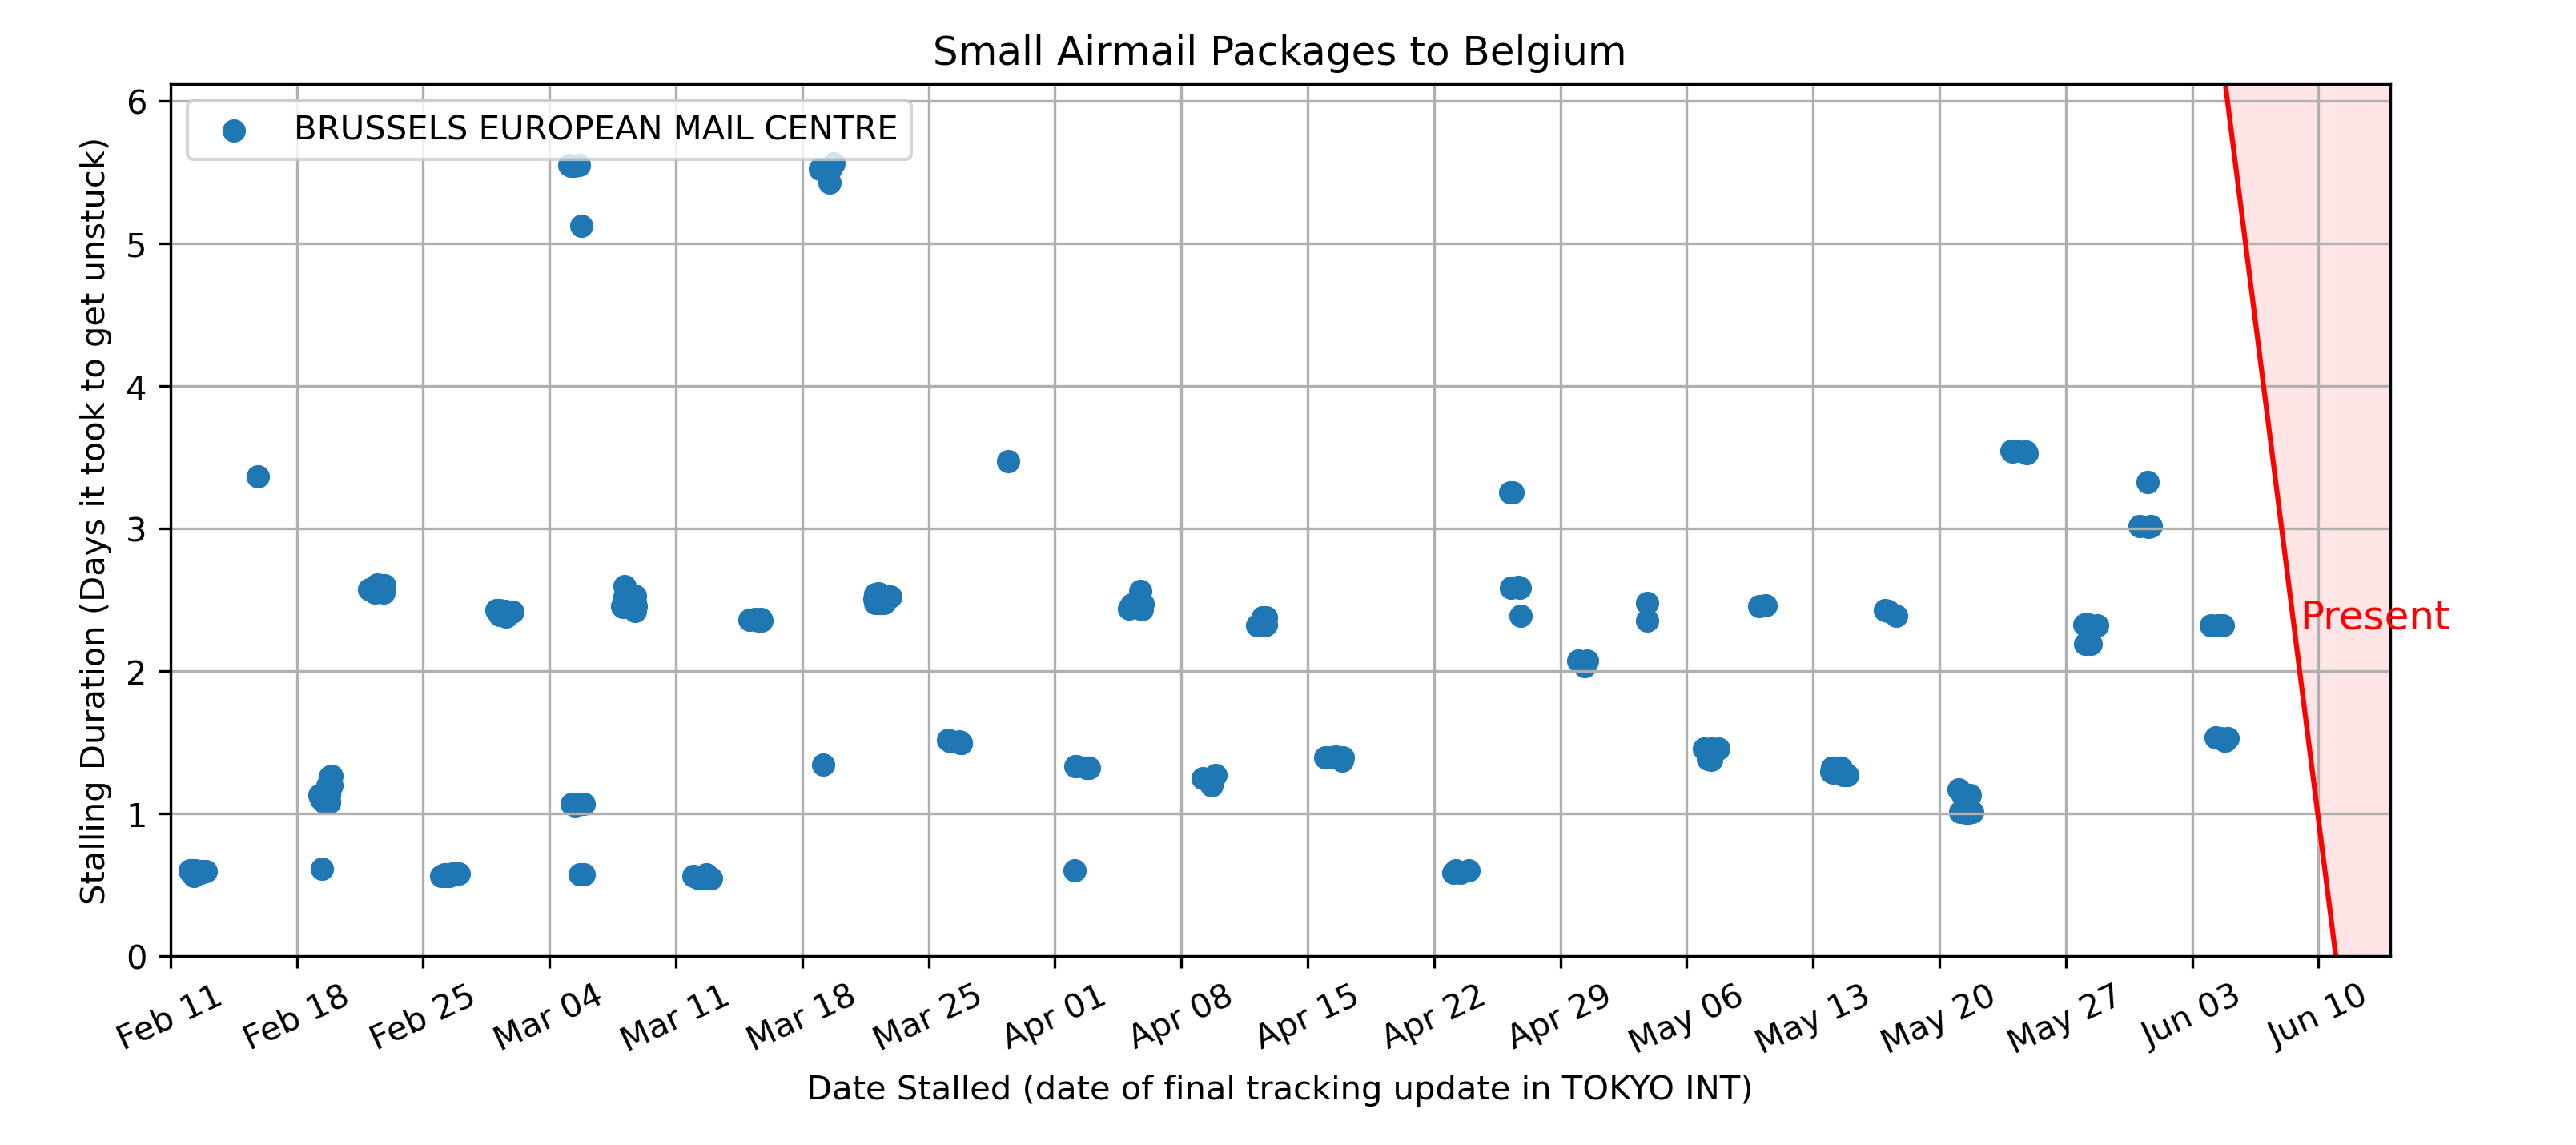 Small Airmail Packages to Belgium
BRUSSELS EUROPEAN MAIL CENTRE
Stalling Duration (Days it took to get unstuck)
6
5
4
3
2
1
0
Present
Feb 11
Feb 18
Feb 25
Mar 04
Mar 11
Mar 18
Mar 25
Apr 01
Apr 08
Apr 15
Apr 22
Apr 29
May 06
May 13
May 20
May 27
Jun 03
Jun 10
Date Stalled (date of final tracking update in TOKYO INT)